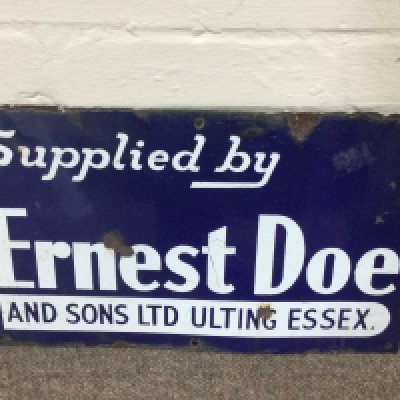 Supplied by
Ernest Doe
AND SONS LTD ULTING ESSEX.